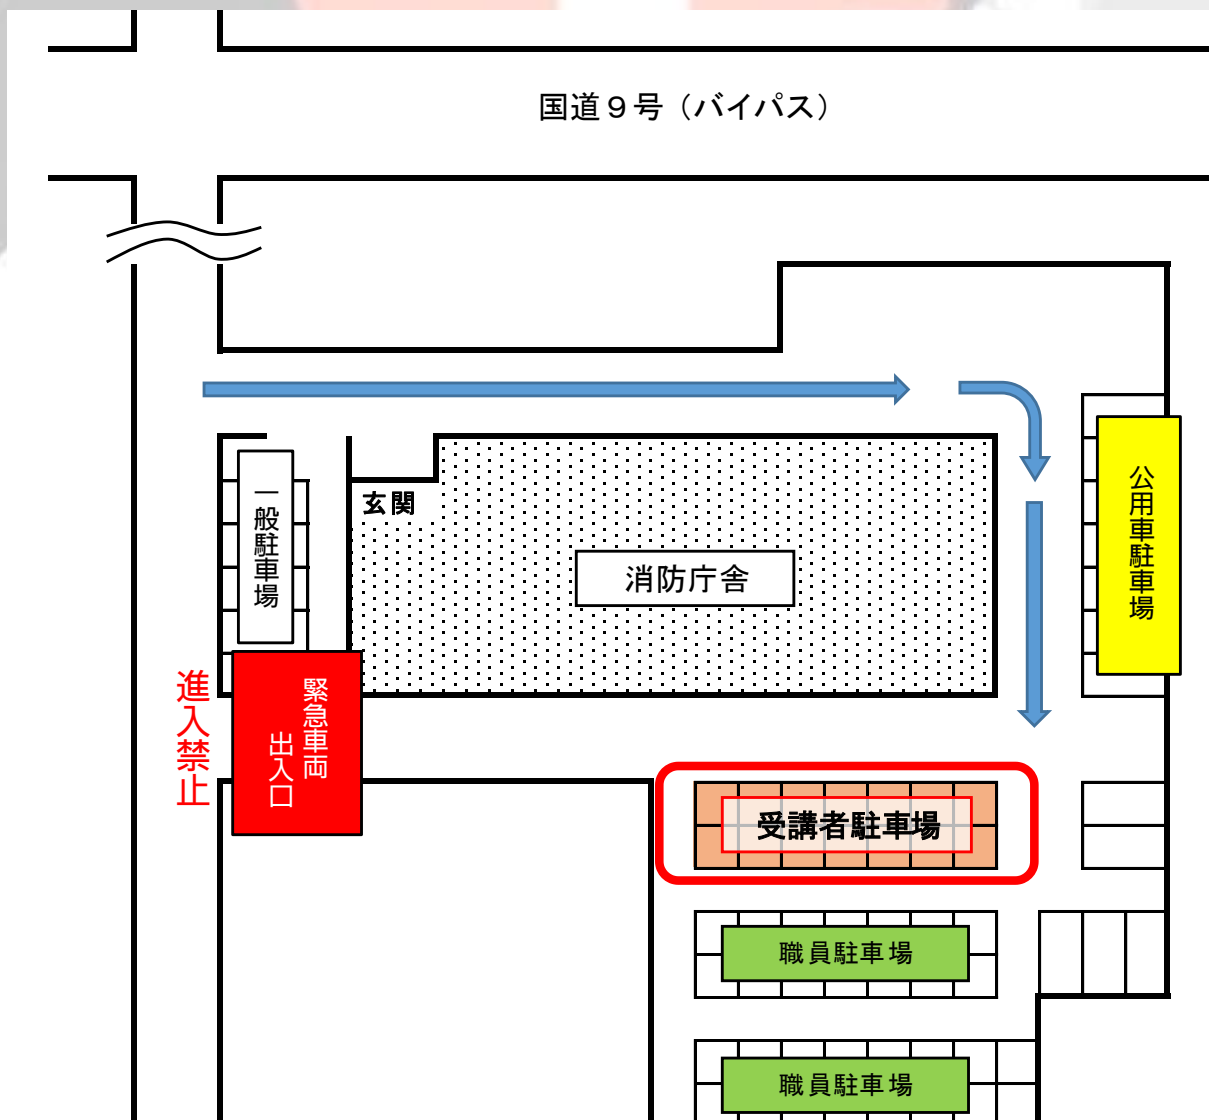 国道９号（バイパス）
玄関
一般駐車場
消防庁舎
公用車駐車場
進入禁止
緊急車両
出入口
受講者駐車場
職員駐車場
職員駐車場